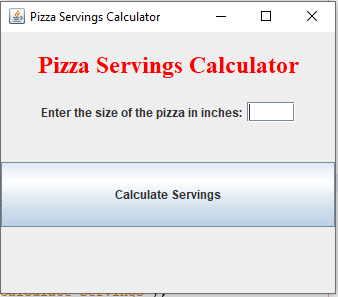 Pizza Servings Calculator
Pizza Servings Calculator
Enter the size of the pizza in inches:
Calculate Servings